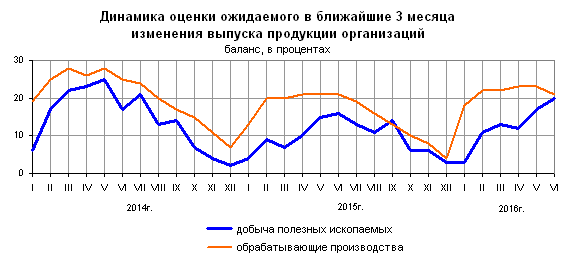 Динамика оценки ожидаемого в ближайшие 3 месяца
изменения выпуска продукции организаций
баланс, в процентах
30
20
10
0
I II III IV V VI VII VIII IX X XI XII I II III IV V VI VII VIII IX X XI XII I II III IV V VI
2014г. 2015г. 2016г.
добыча полезных ископаемых
обрабатывающие производства